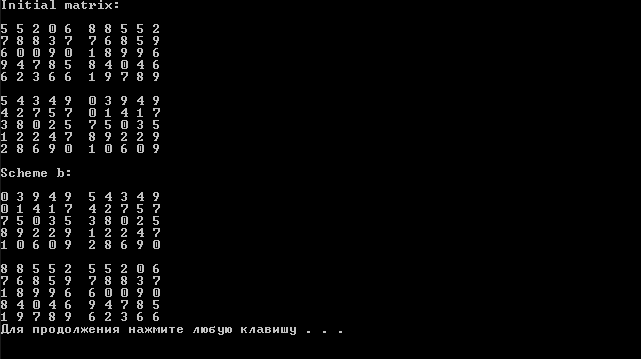 Initial matrix:
5 5 2 0 6  8 8 5 5 2
7 8 8 3 7  7 6 8 5 9
6 0 0 9 0  1 8 9 9 6
9 4 7 8 5  8 4 0 4 6
6 2 3 6 6  1 9 7 8 9
5 4 3 4 9  0 3 9 4 9
4 2 7 5 7  0 1 4 1 7
3 8 0 2 5  7 5 0 3 5
1 2 2 4 7  8 9 2 2 9
2 8 6 9 0  1 0 6 0 9
Scheme b:
0 3 9 4 9  5 4 3 4 9
0 1 4 1 7  4 2 7 5 7
7 5 0 3 5  3 8 0 2 5
8 9 2 2 9  1 2 2 4 7
1 0 6 0 9  2 8 6 9 0
8 8 5 5 2  5 5 2 0 6
7 6 8 5 9  7 8 8 3 7
1 8 9 9 6  6 0 0 9 0
8 4 0 4 6  9 4 7 8 5
1 9 7 8 9  6 2 3 6 6
Для продолжения нажмите любую клавишу . . .